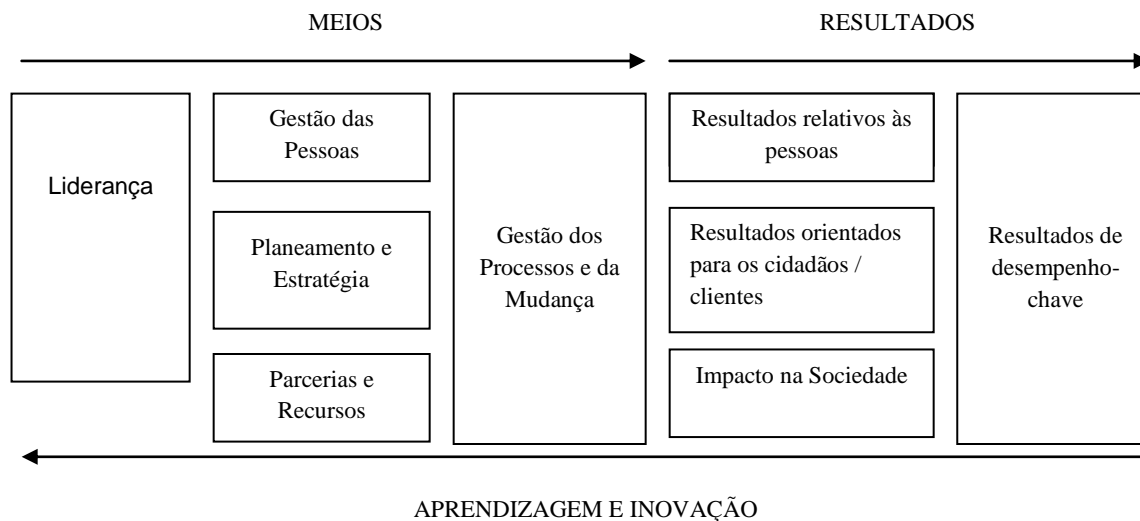 MEIOS
RESULTADOS
Liderança
Gestão das
Pessoas
Planeamento e
Estratégia
Parcerias e
Recursos
Gestão dos
Processos e da
Mudança
Resultados relativos às
pessoas
Resultados orientados
para os cidadãos /
clientes
Impacto na Sociedade
Resultados de
desempenho-
chave
APRENDIZAGEM E INOVAÇÃO